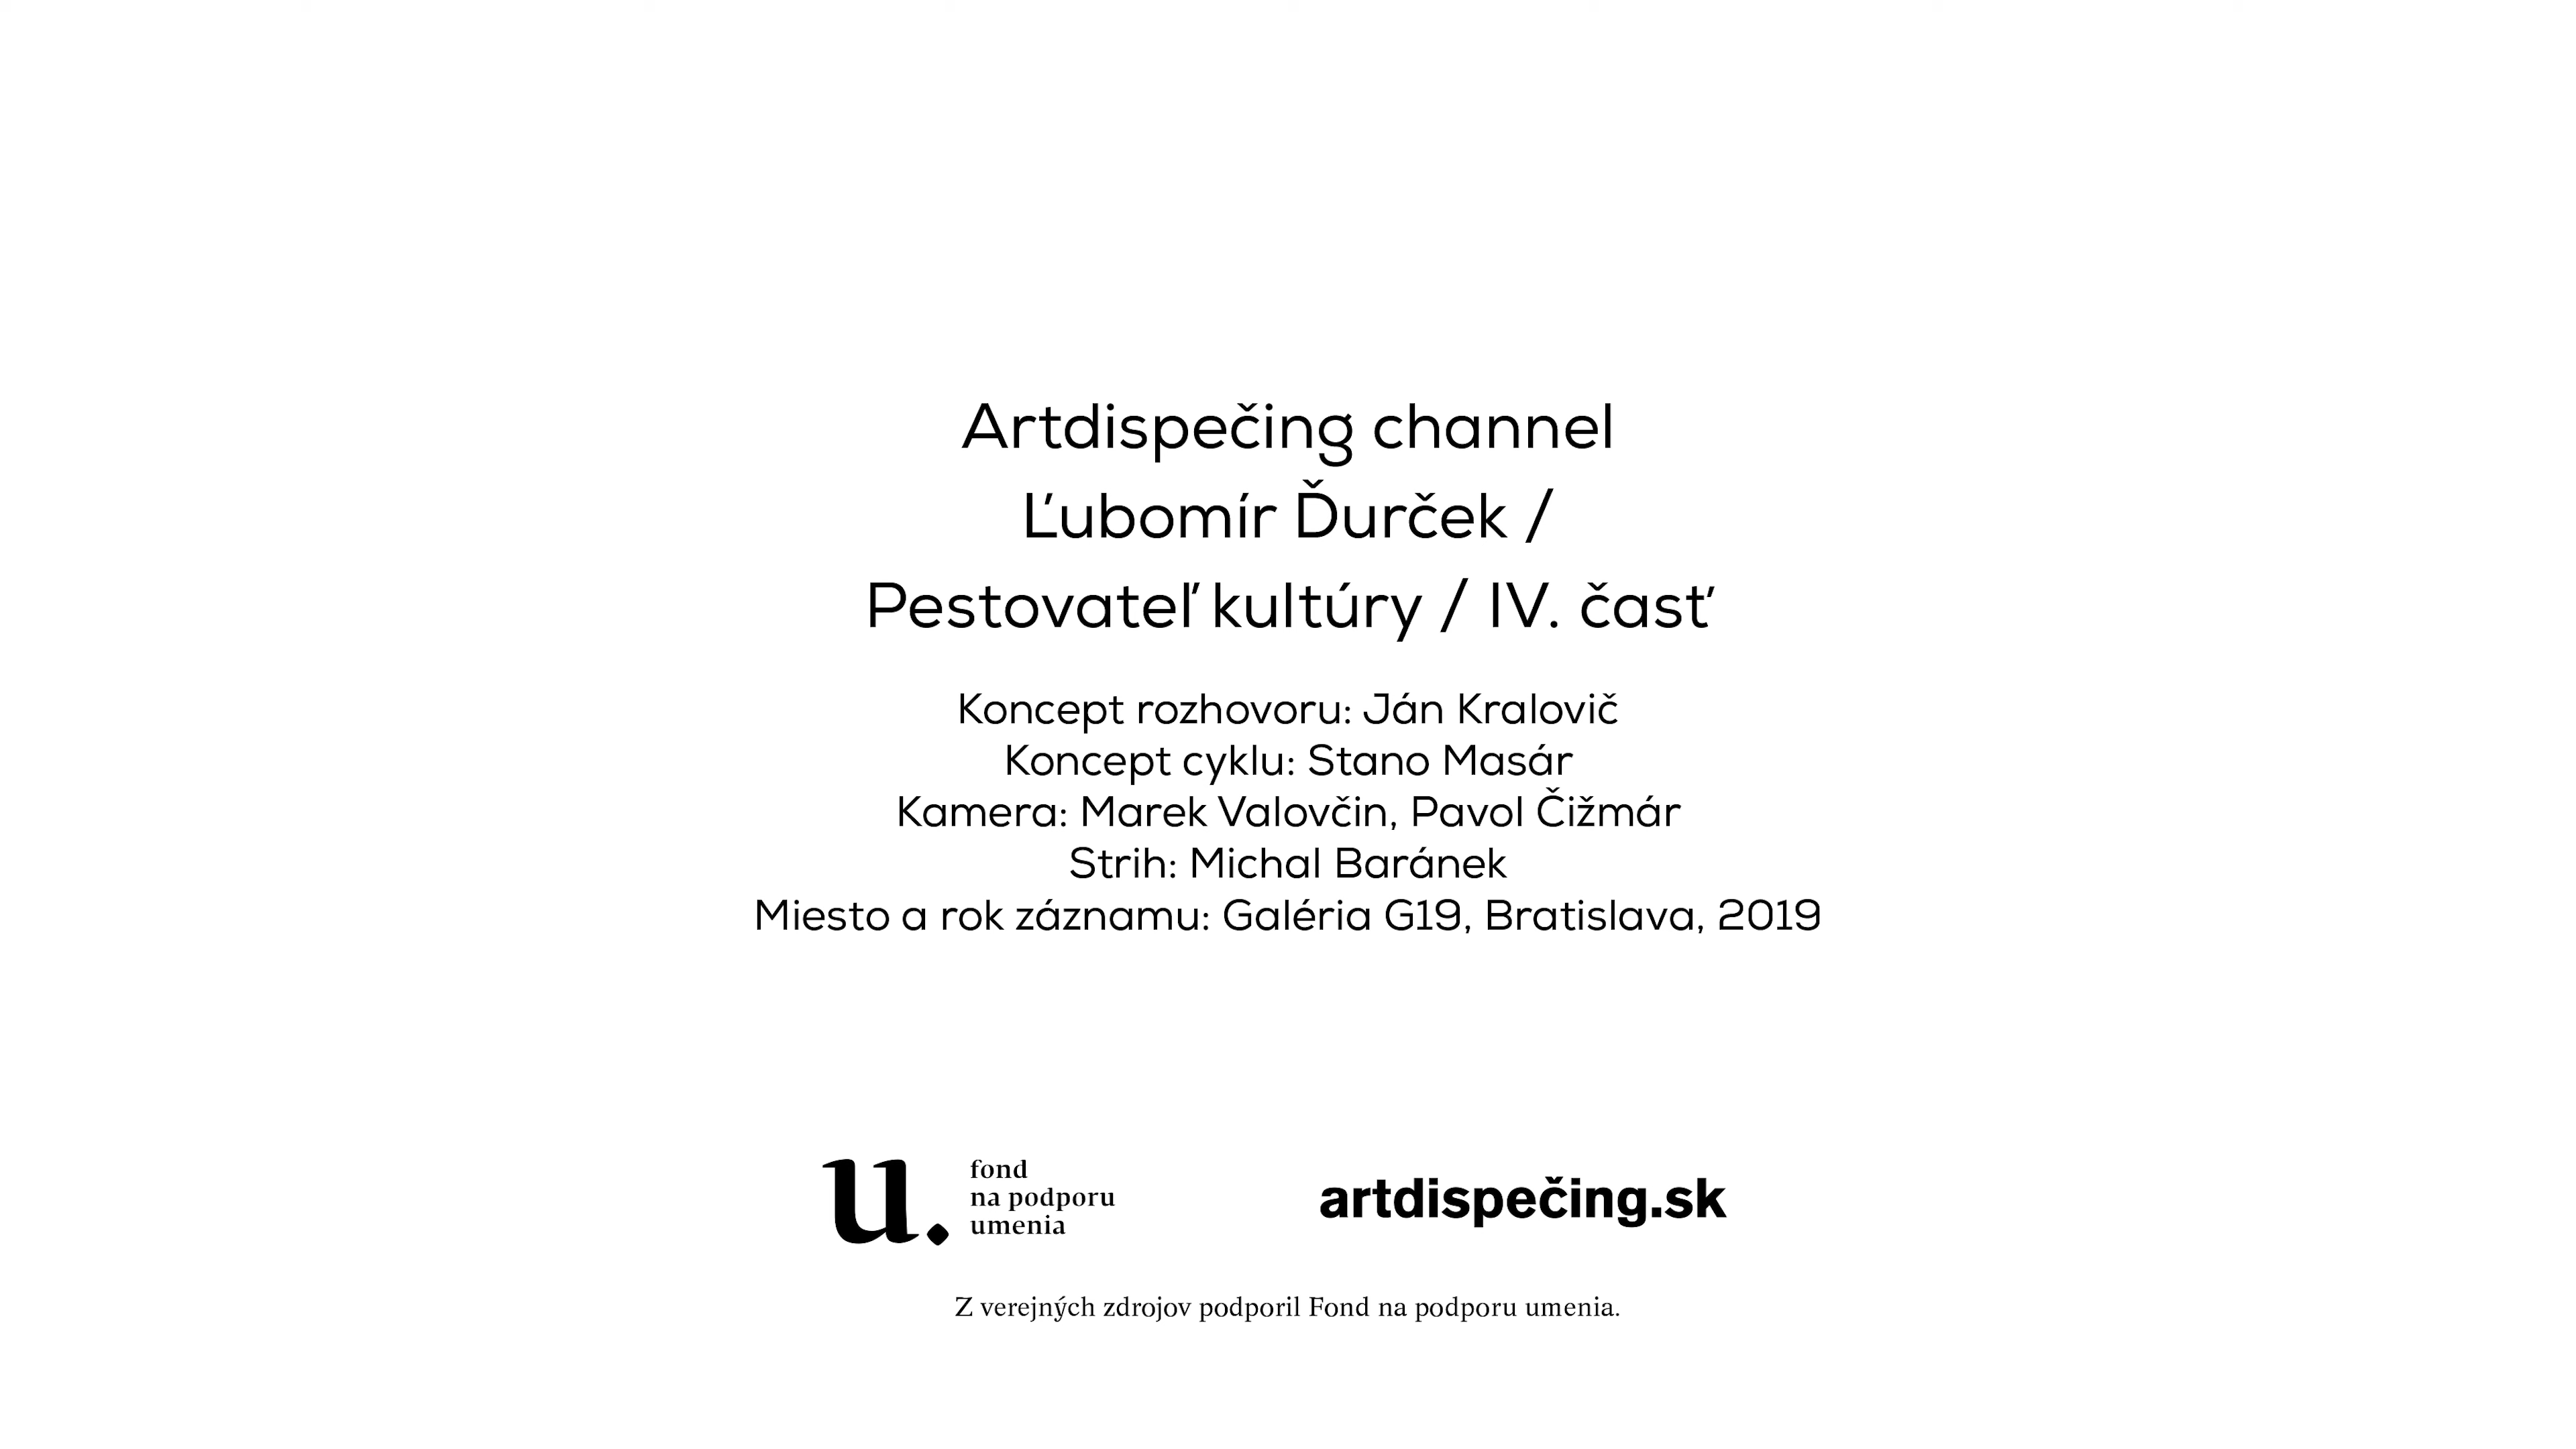 Artdispečing channel
Ľubomír Ďurček /
Pestovateľ kultúry / IV. časť
Koncept rozhovoru: Ján Kralovič
Koncept cyklu: Stano Masár
Kamera: Marek Valovčin, Pavol Čižmár
Strih: Michal Baránek
Miesto a rok záznamu: Galéria G19, Bratislava, 2019
u.
fond
na podporu
umenia
artdispečing.sk
Z verejných zdrojov podporil Fond na podporu umenia.